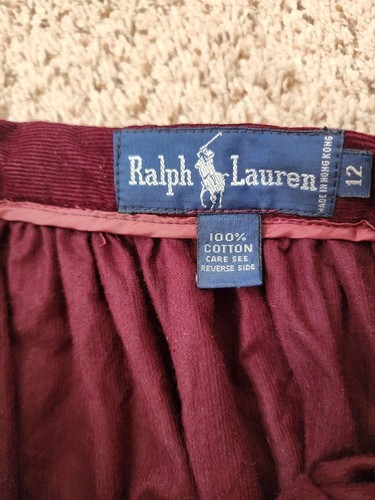 Ralph Lauren
MADE IN HONG KONG
12
100%
COTTON
CARE SEE
REVERSE SIDE